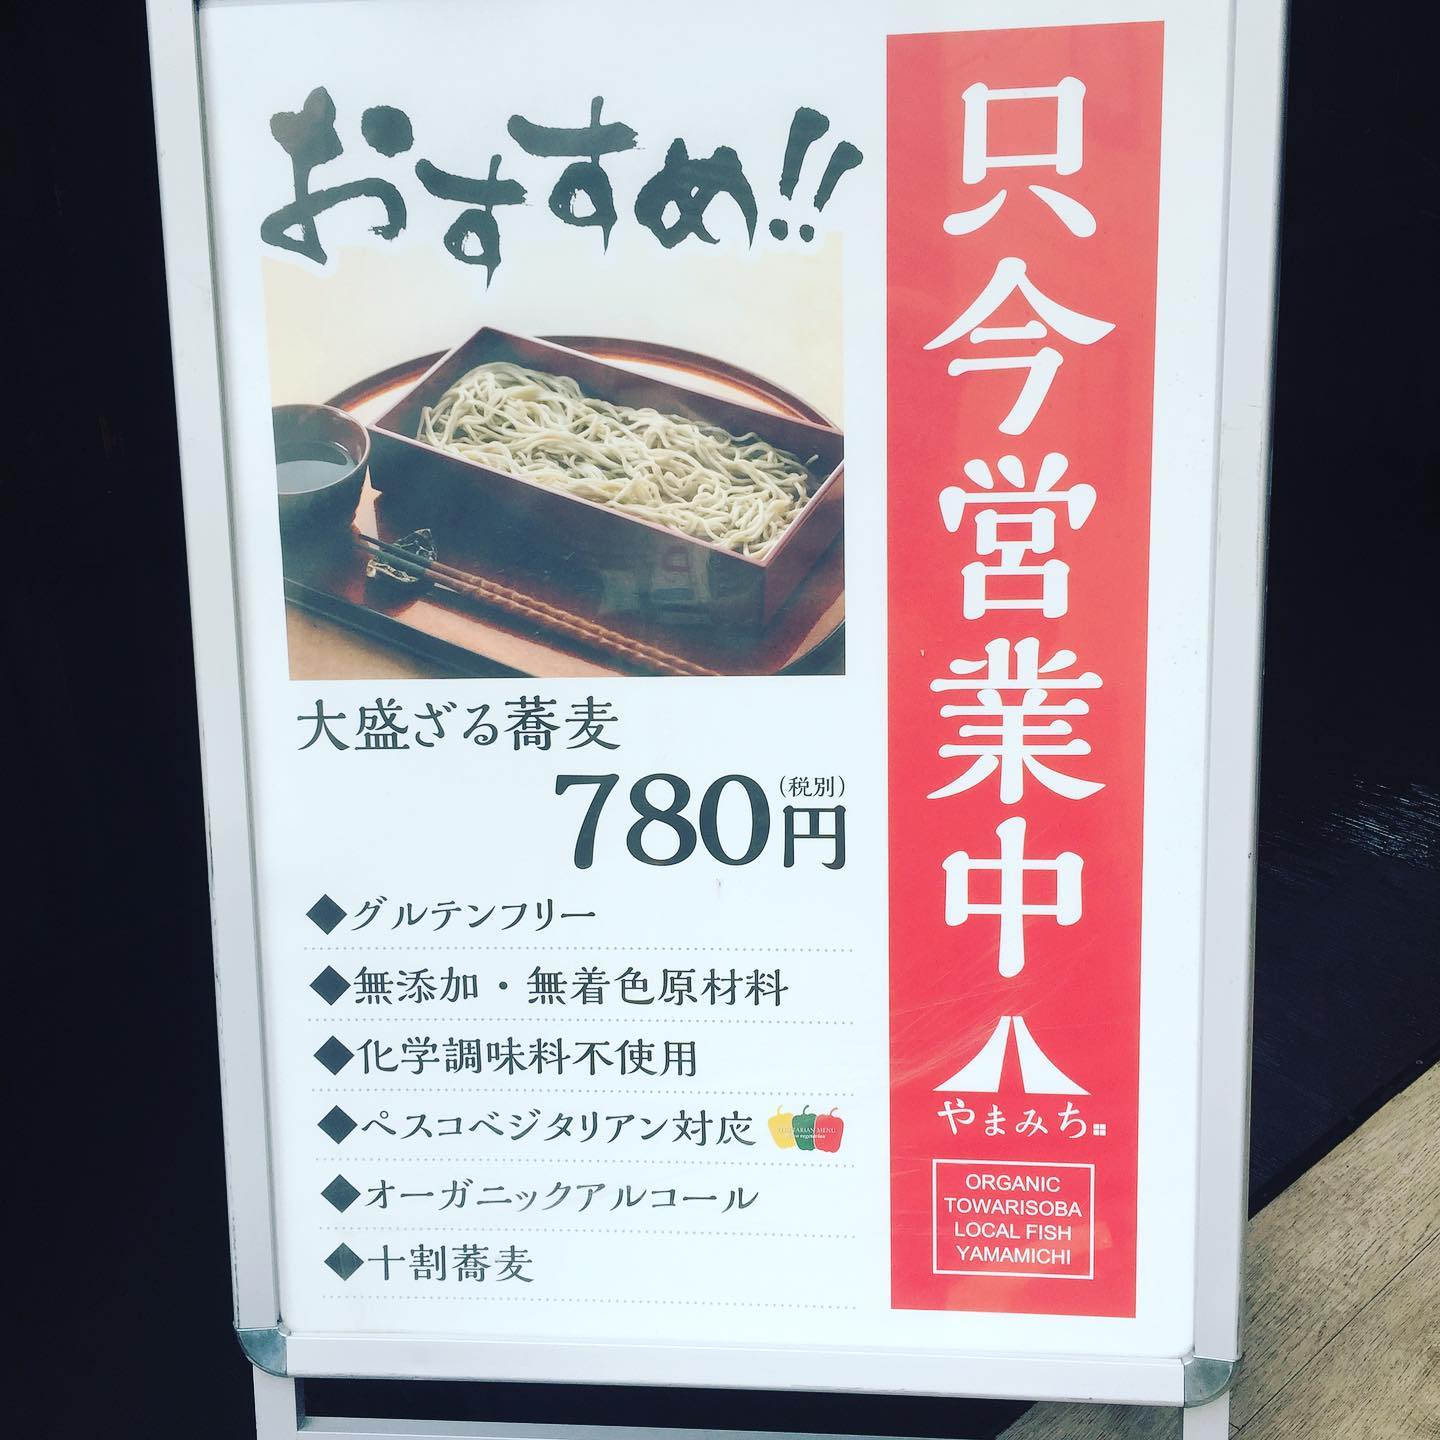 おすすめ!!
大盛ざる蕎麦
780円
(税別)
◆グルテンフリー
◆無添加・無着色原材料
◆化学調味料不使用
◆ペスコベジタリアン対応
◆オーガニックアルコール
◆十割蕎麦
只今営業中
やまみち
ORGANIC
TOWARISOBA
LOCAL FISH
YAMAMICHI